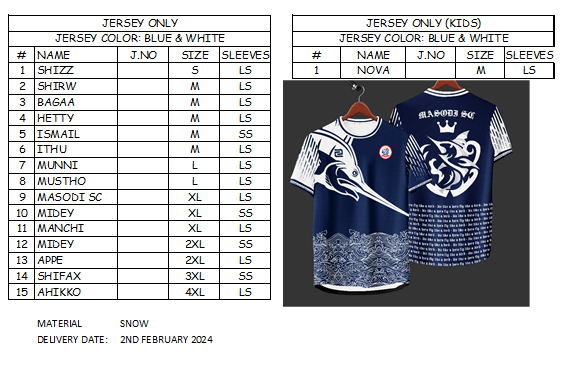 JERSEY ONLY
JERSEY COLOR: BLUE & WHITE
# NAME J.NO SIZE SLEEVES
1 SHIZZ S LS
2 SHIRW M LS
3 BAGAA M LS
4 HETTY M LS
5 ISMAIL M SS
6 ITHU M LS
7 MUNNI L LS
8 MUSTHO L LS
9 MASODI SC XL LS
10 MIDEY XL SS
11 MANCHI XL LS
12 MIDEY 2XL SS
13 APPE 2XL LS
14 SHIFAX 3XL SS
15 AHIKKO 4XL LS
MATERIAL SNOW
DELIVERY DATE: 2ND FEBRUARY 2024
JERSEY ONLY (KIDS)
JERSEY COLOR: BLUE & WHITE
# NAME J.NO SIZE SLEEVES
1 NOVA M LS
MASODI SC